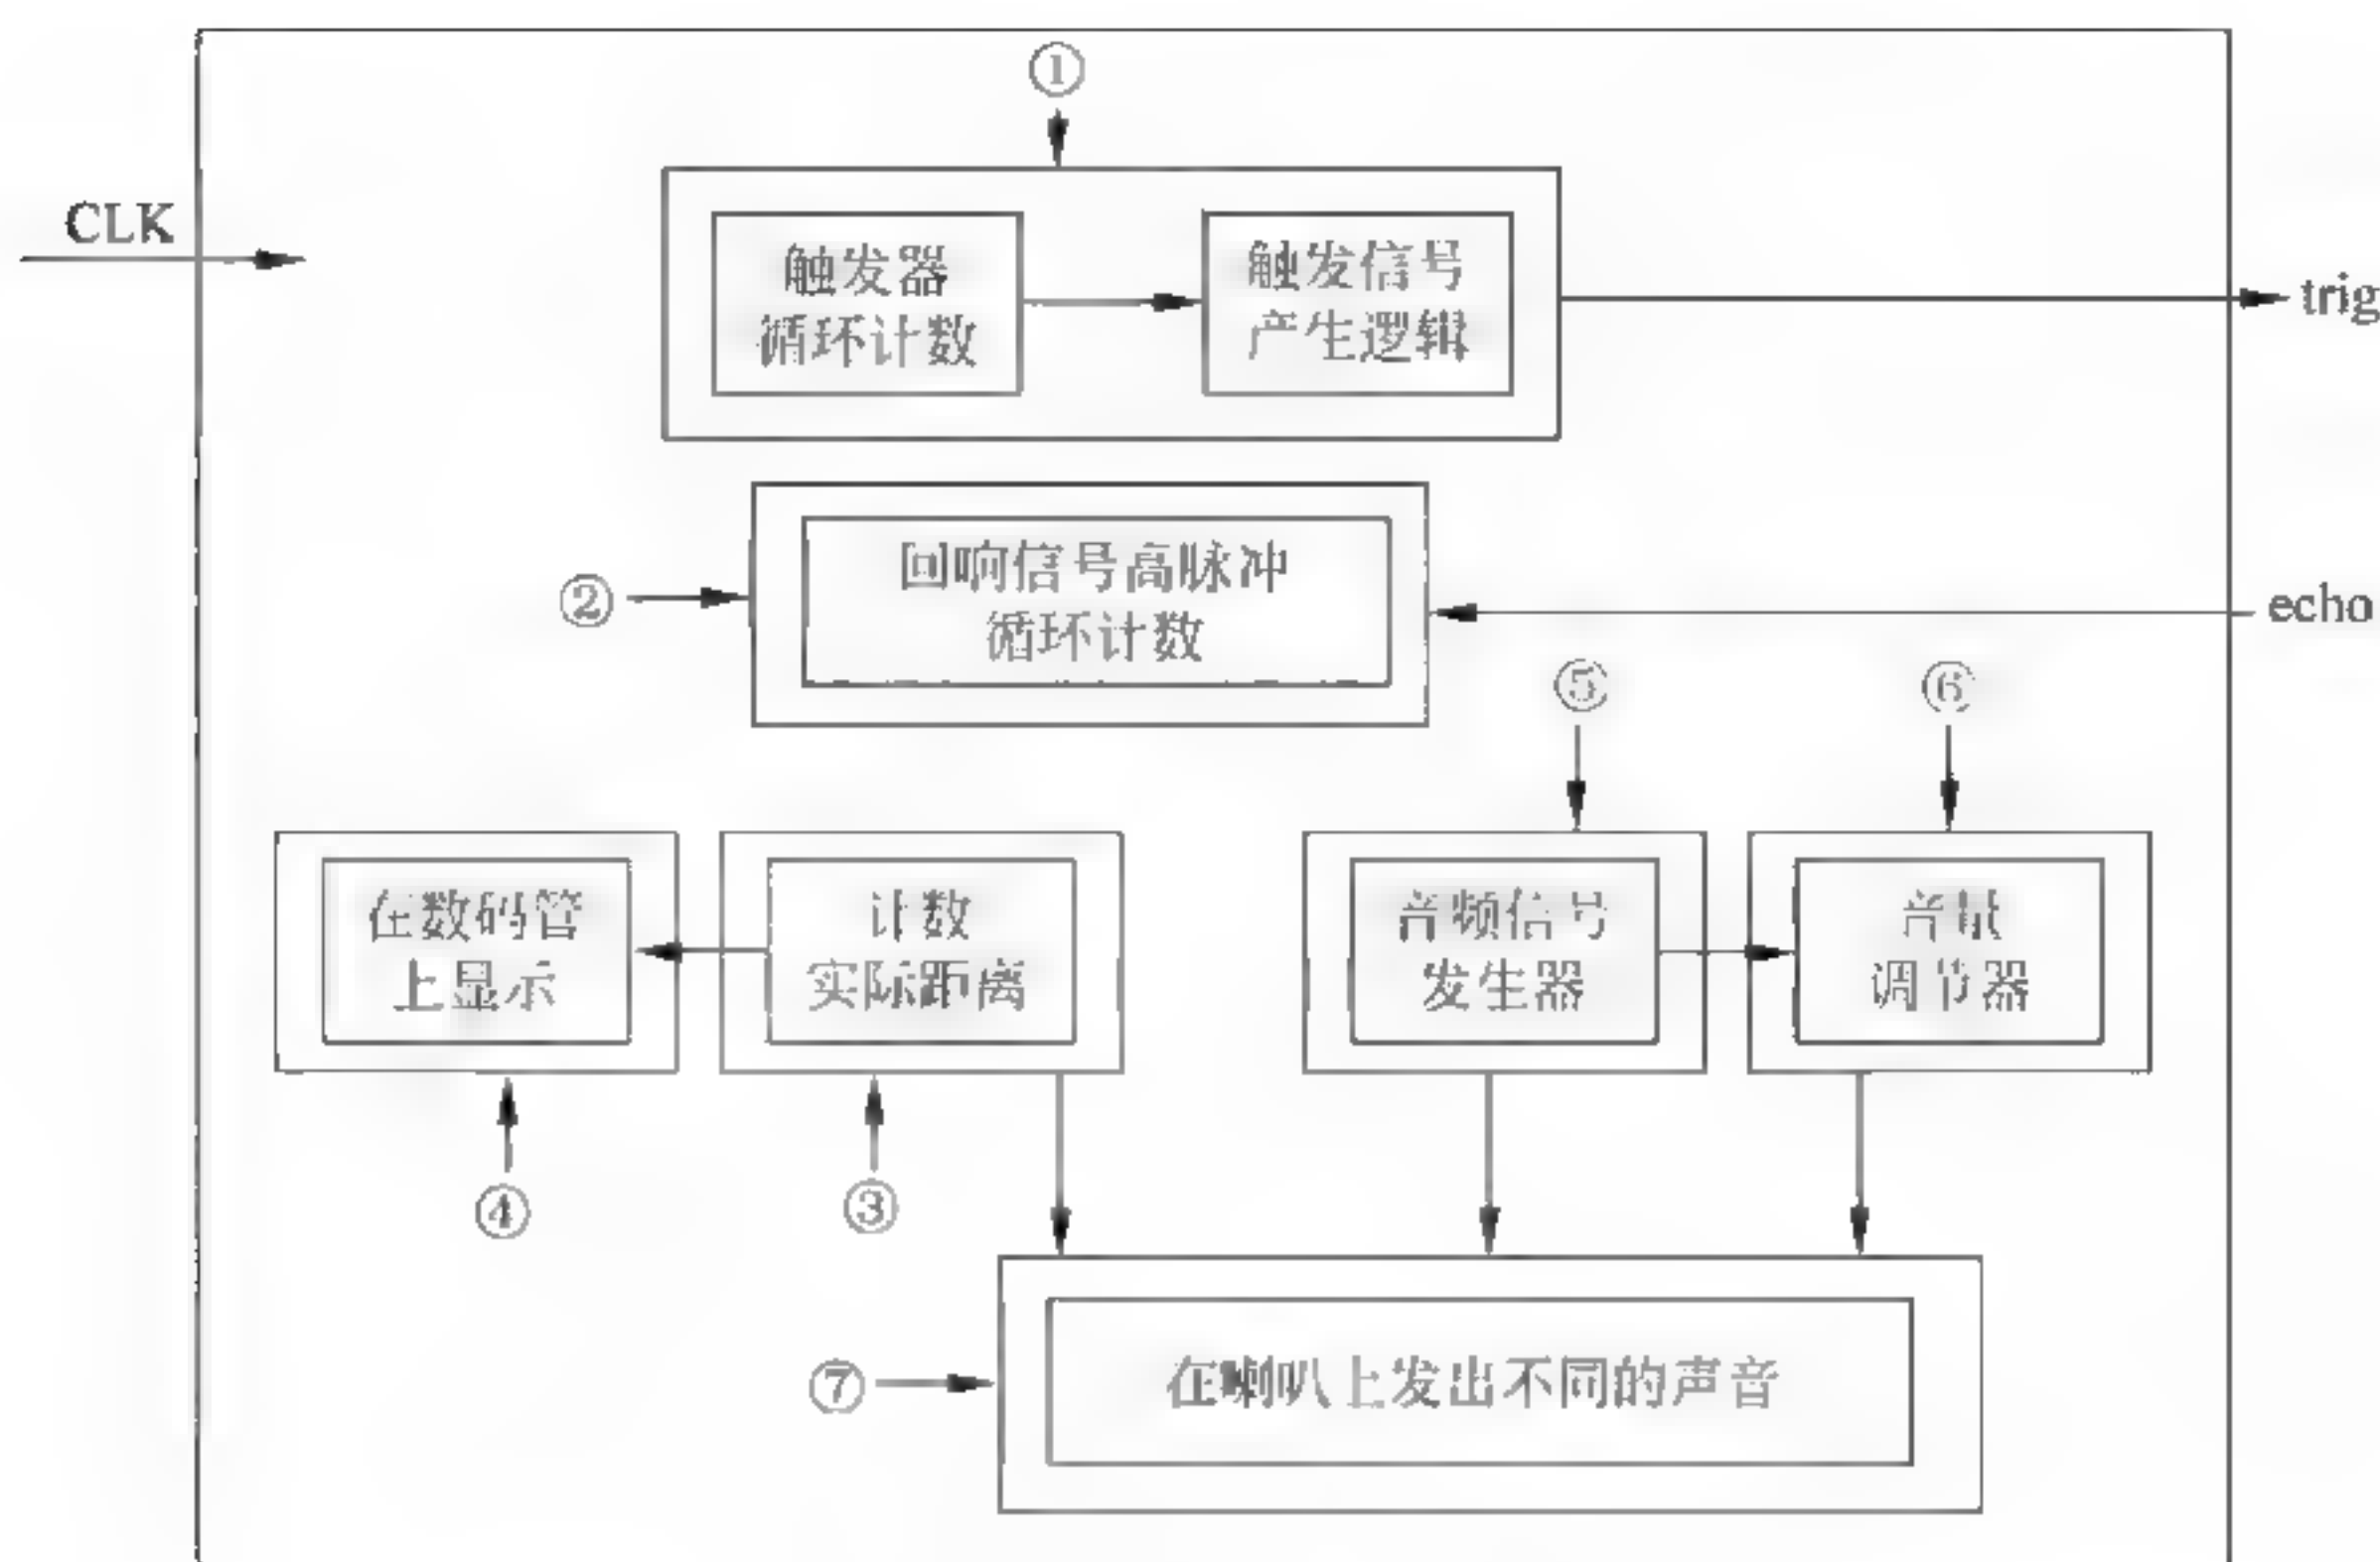 ①
CLK
触发器
循环计数
触发信号
产生逻辑
trig
②
回响信号高脉冲
循环计数
echo
⑤
⑥
在数码管
上显示
计数
实际距离
音频信号
发生器
调节器
④
③
⑦
在喇叭上发出不同的声音